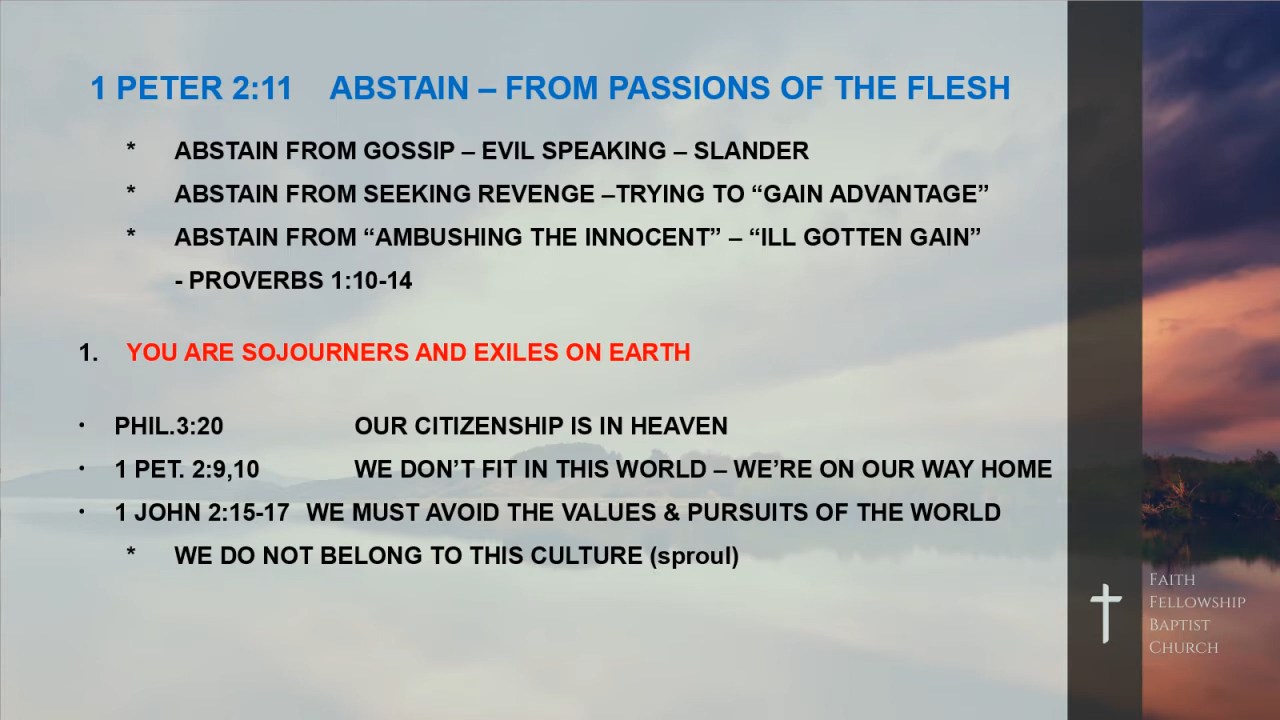 1 PETER 2:11 ABSTAIN – FROM PASSIONS OF THE FLESH
* ABSTAIN FROM GOSSIP – EVIL SPEAKING – SLANDER
* ABSTAIN FROM SEEKING REVENGE –TRYING TO “GAIN ADVANTAGE”
* ABSTAIN FROM “AMBUSHING THE INNOCENT” – “ILL GOTTEN GAIN”
- PROVERBS 1:10-14
1. YOU ARE SOJOURNERS AND EXILES ON EARTH
• PHIL.3:20 OUR CITIZENSHIP IS IN HEAVEN
• 1 PET. 2:9,10 WE DON’T FIT IN THIS WORLD – WE’RE ON OUR WAY HOME
• 1 JOHN 2:15-17 WE MUST AVOID THE VALUES & PURSUITS OF THE WORLD
* WE DO NOT BELONG TO THIS CULTURE (sproul)
FAITH
FELLOWSHIP
BAPTIST
CHURCH